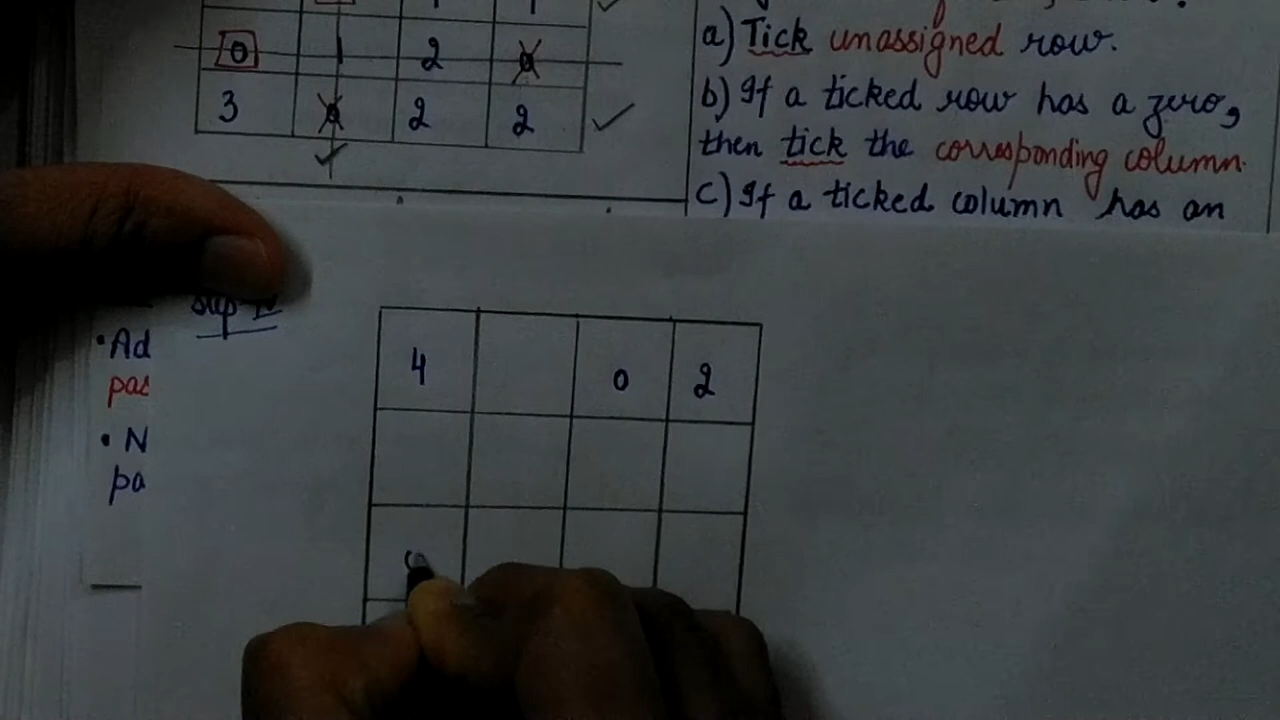 a) Tick unassigned row.
0 1 2 0
b) If a ticked row has a zero,
3 0 2 2 ✓
then tick the corresponding column.
✓
c) If a ticked column has an
• Ad
pas
• N
pa
4 0 2